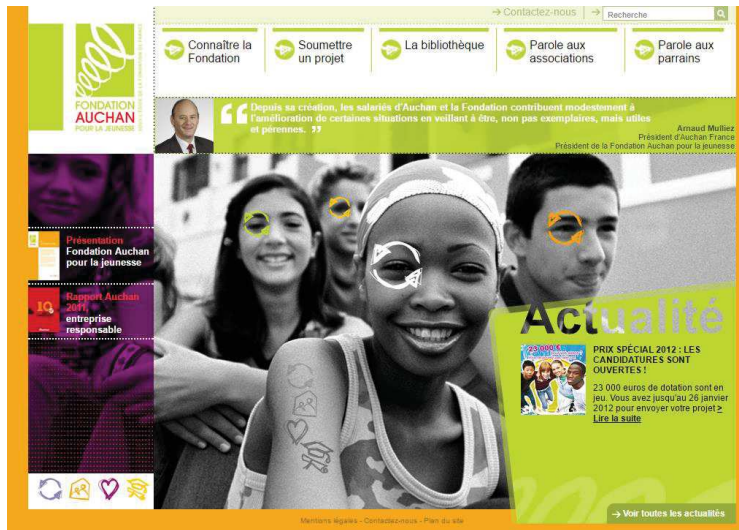 → Contactez-nous
→ Recherche
FONDATION
AUCHAN
POUR LA JEUNESSE
Connaître la
Fondation
Soumettre
un projet
La bibliothèque
Parole aux
associations
Parole aux
parrains
“ Depuis sa création, les salariés d'Auchan et la Fondation contribuent modestement à
l'amélioration de certaines situations en veillant à être, non pas exemplaires, mais utiles
et pérennes. ”
Arnaud Mulliez
Président d'Auchan France
Président de la Fondation Auchan pour la jeunesse
Présentation
Fondation Auchan
pour la jeunesse
Rapport Auchan
2011,
entreprise
responsable
Actualité
23 000 €
PRIX SPÉCIAL 2012 : LES
CANDIDATURES SONT
OUVERTES !
23 000 euros de dotation sont en
jeu. Vous avez jusqu'au 26 janvier
2012 pour envoyer votre projet >
Lire la suite
→ Voir toutes les actualités
Mentions légales - Contactez-nous - Plan du site